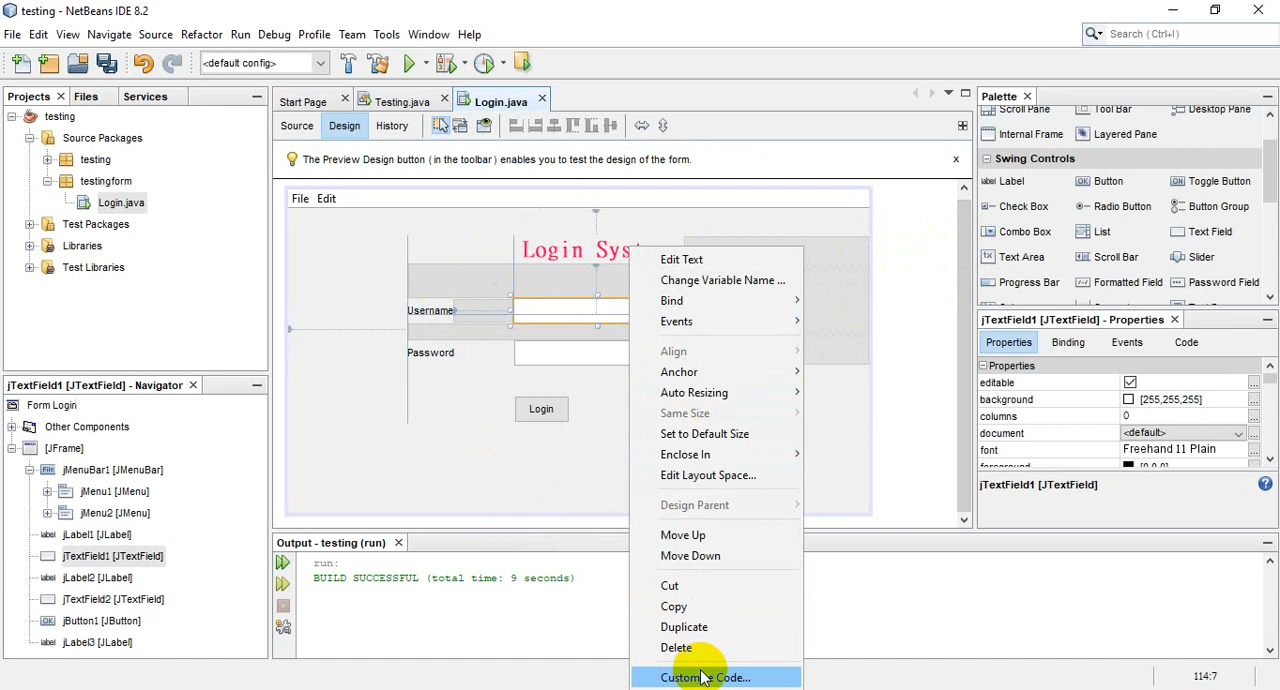 testing - NetBeans IDE 8.2
File Edit View Navigate Source Refactor Run Debug Profile Team Tools Window Help
Search (Ctrl+I)
<default config>
Projects Files Services
testing
Source Packages
testing
testingform
Login.java
Test Packages
Libraries
Test Libraries
jTextField1 [JTextField] - Navigator
Form Login
Other Components
[JFrame]
jMenuBar1 [JMenuBar]
jMenu1 [JMenu]
jMenu2 [JMenu]
jLabel1 [JLabel]
jTextField1 [JTextField]
jLabel2 [JLabel]
jTextField2 [JTextField]
jButton1 [JButton]
jLabel3 [JLabel]
Start Page Testing.java Login.java
Source Design History
The Preview Design button (in the toolbar) enables you to test the design of the form.
File Edit
Login Syst
Username
Password
Login
Edit Text
Change Variable Name ...
Bind
Events
Align
Anchor
Auto Resizing
Same Size
Set to Default Size
Enclose In
Edit Layout Space...
Design Parent
Move Up
Move Down
Cut
Copy
Duplicate
Delete
Customize Code...
Output - testing (run)
run:
BUILD SUCCESSFUL (total time: 9 seconds)
Palette
Scroll Pane Tool Bar Desktop Pane
Internal Frame Layered Pane
Swing Controls
label Label OK Button ON Toggle Button
Check Box Radio Button Button Group
Combo Box List Text Field
Text Area Scroll Bar Slider
Progress Bar Formatted Field Password Field
jTextField1 [JTextField] - Properties
Properties Binding Events Code
Properties
editable
background [255,255,255]
columns 0
document <default>
font Freehand 11 Plain
foreground [0,0,0]
jTextField1 [JTextField]
114:7